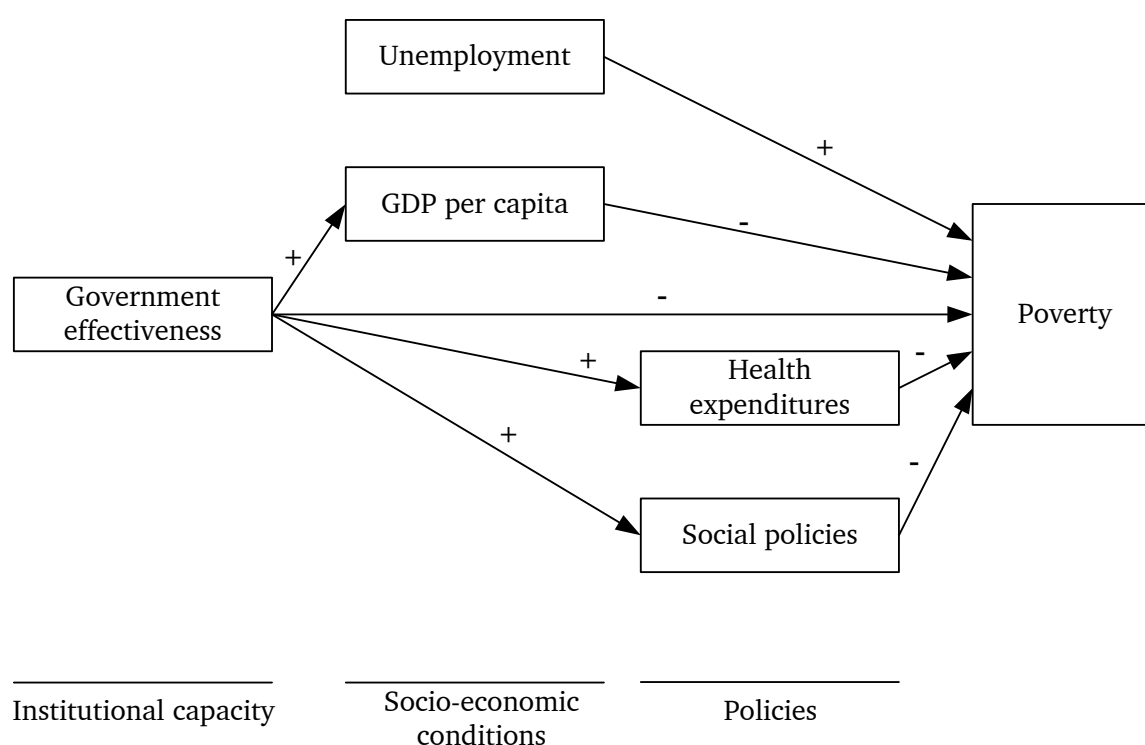 Unemployment
+
GDP per capita
-
+
Government
effectiveness
-
Poverty
+
Health
expenditures
-
+
-
Social policies
Institutional capacity
Socio-economic
conditions
Policies